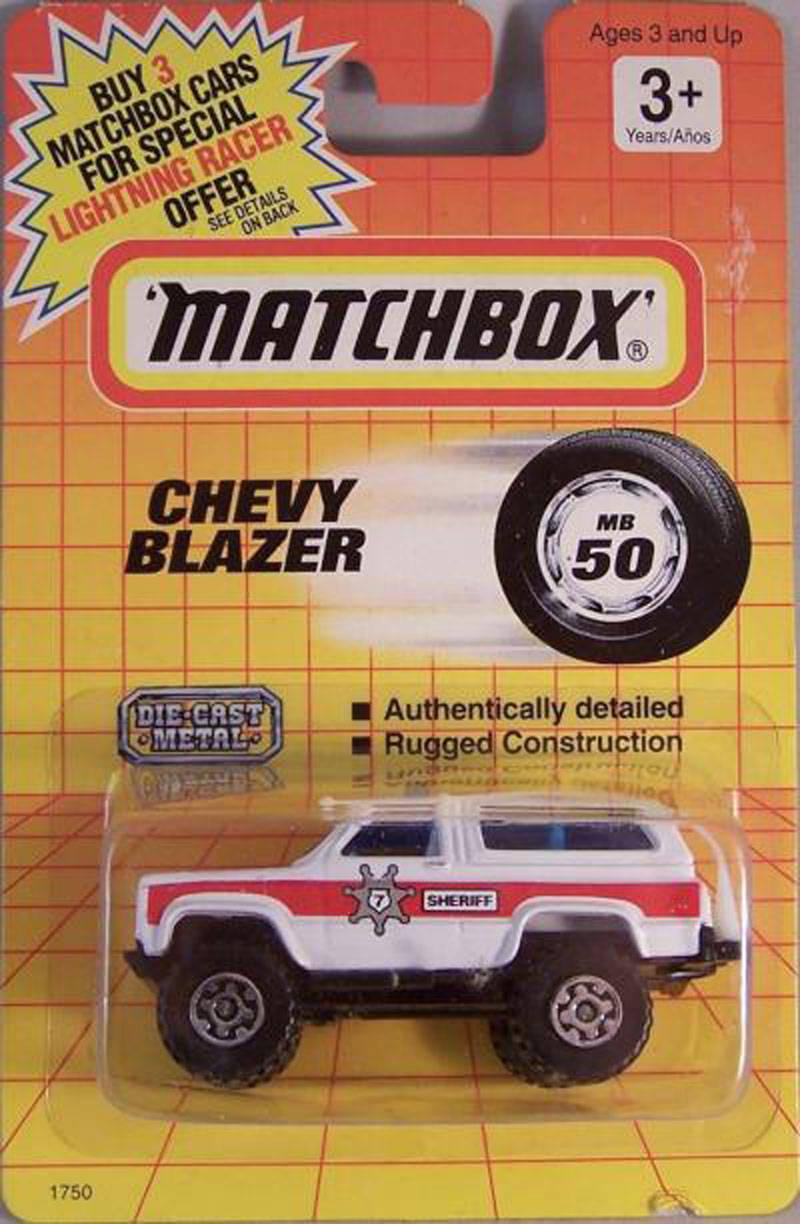 BUY 3
MATCHBOX CARS
FOR SPECIAL
LIGHTNING RACER
OFFER
SEE DETAILS
ON BACK
Ages 3 and Up
3+
Years/Años
'MATCHBOX'®
CHEVY
BLAZER
MB
50
DIE-CAST
•METAL•
■ Authentically detailed
■ Rugged Construction
7
SHERIFF
1750